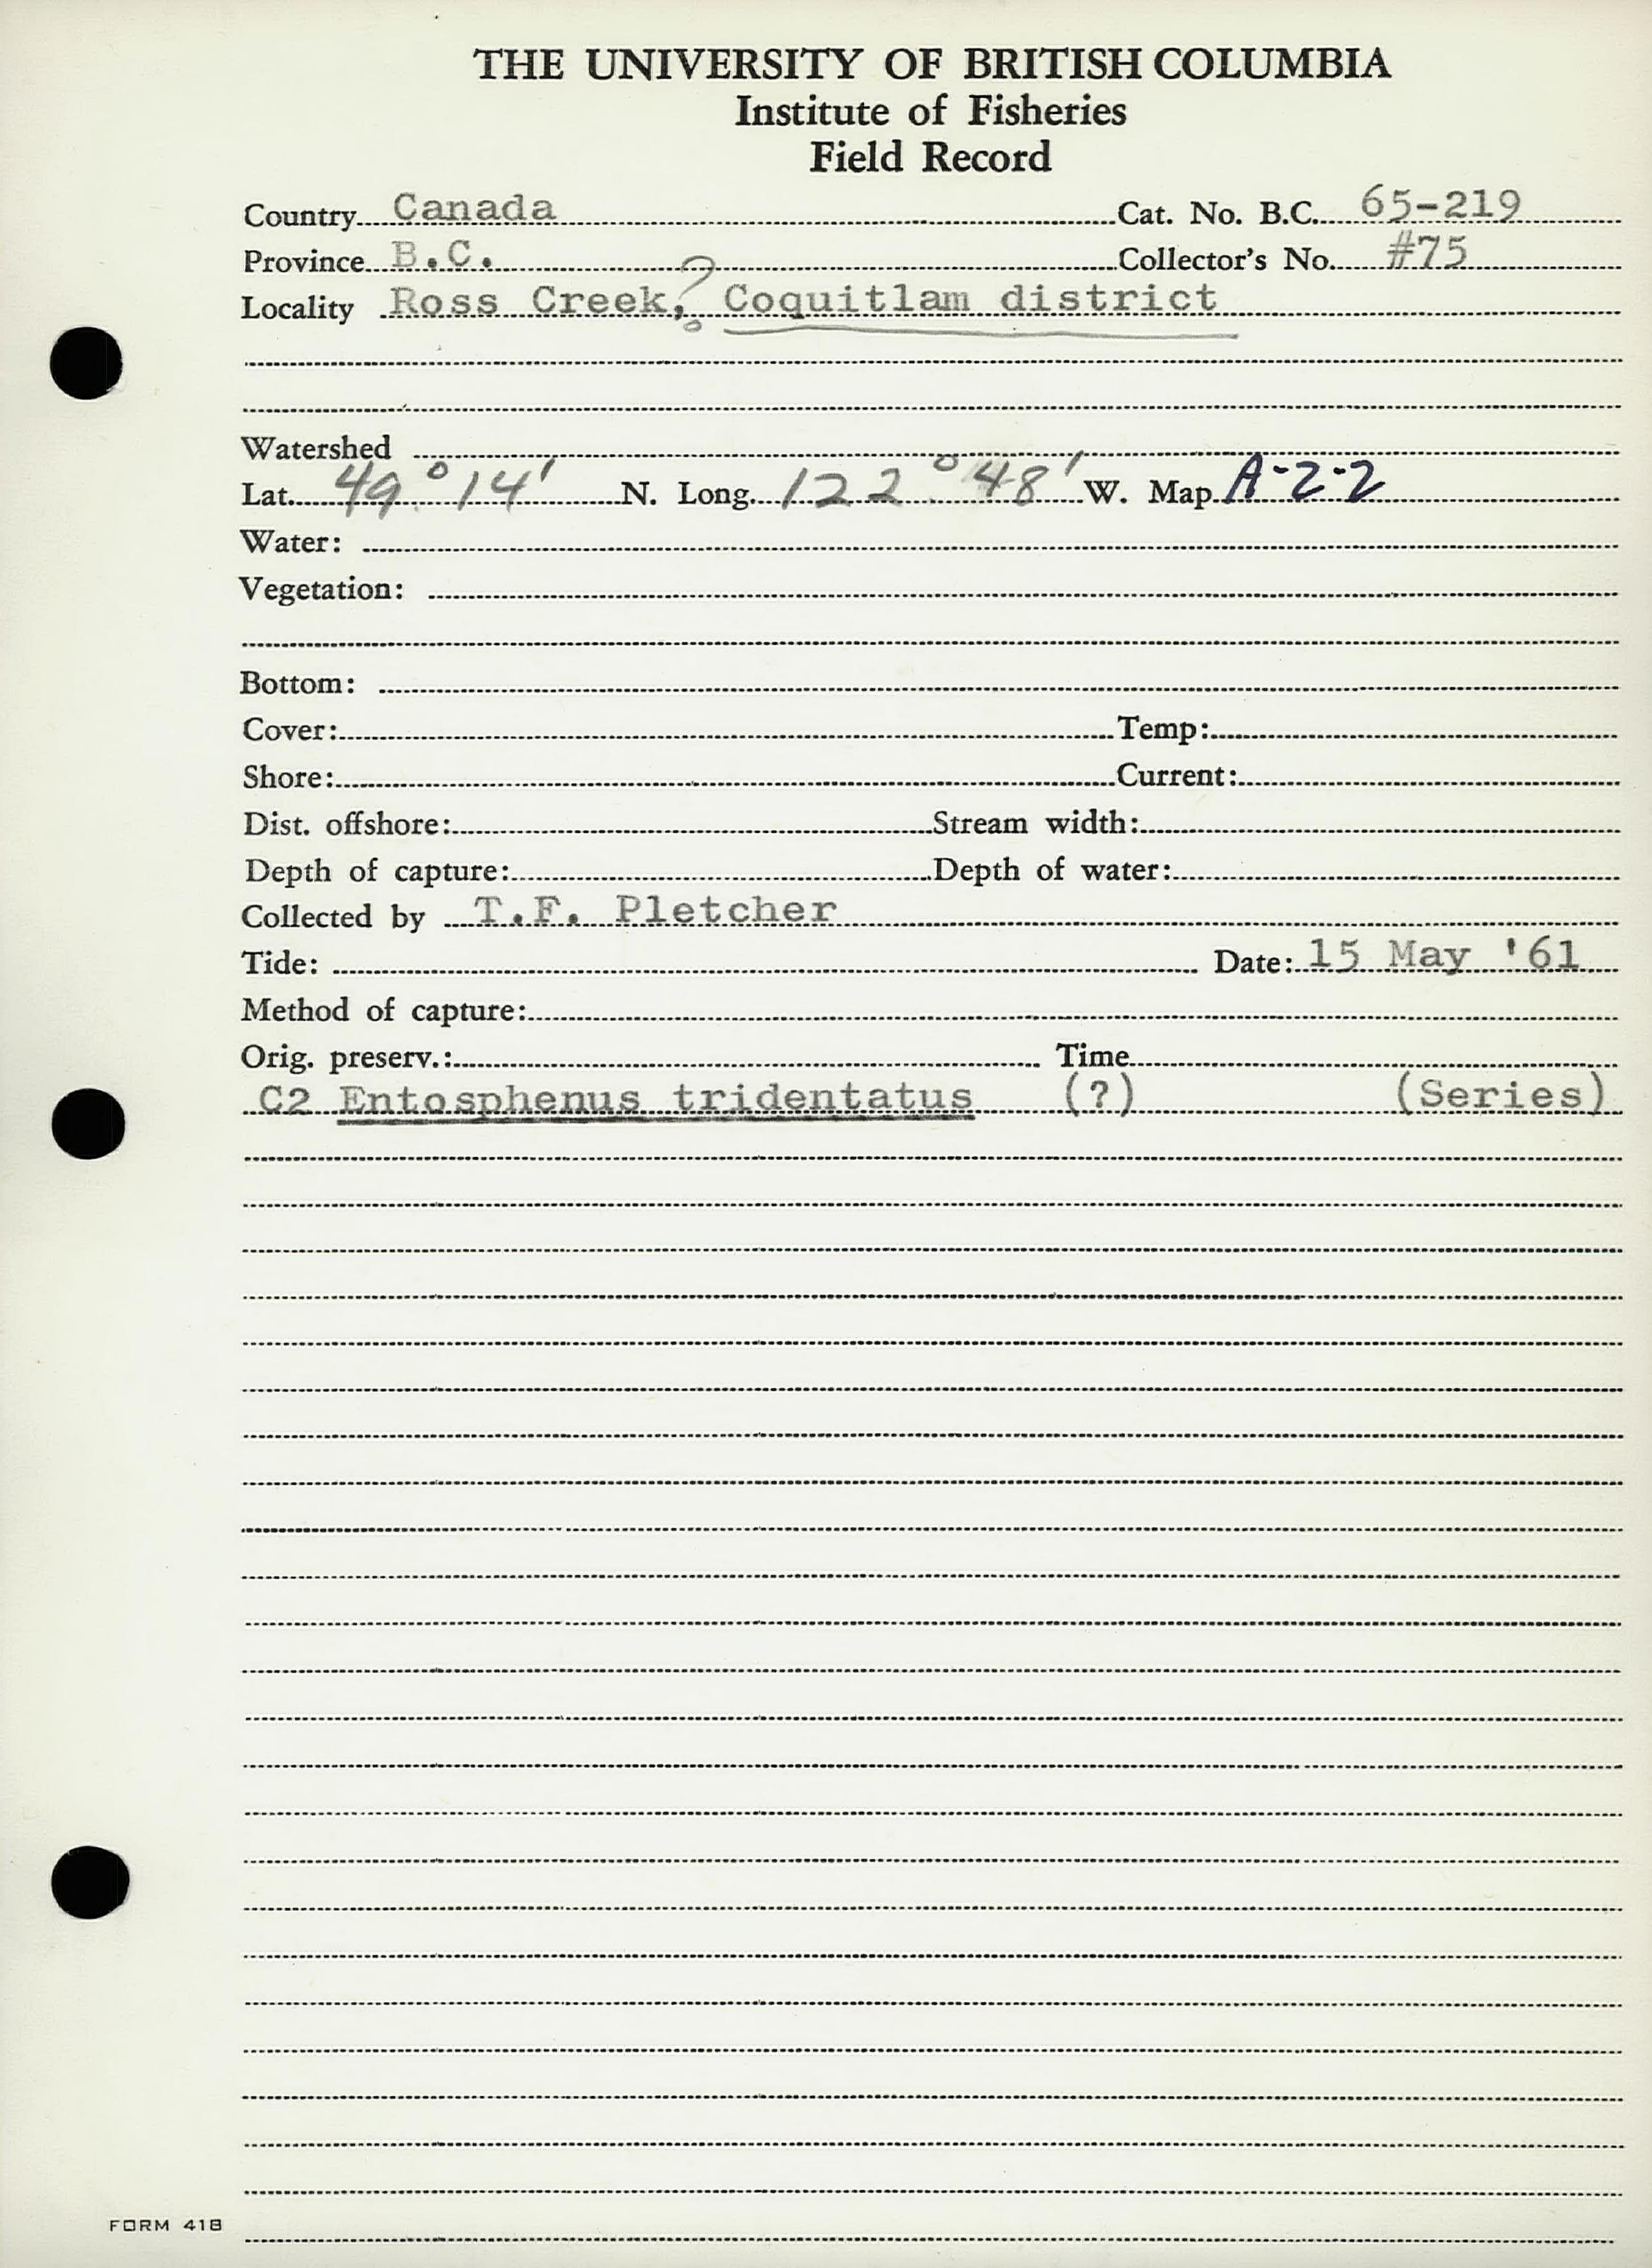 THE UNIVERSITY OF BRITISH COLUMBIA
Institute of Fisheries
Field Record
Country Canada Cat. No. B.C. 65-219
Province B.C. Collector's No. #75
Locality Ross Creek, ? Coquitlam district
Watershed
Lat. 49°14' N. Long. 122°48' W. Map A-2-2
Water:
Vegetation:
Bottom:
Cover: Temp:
Shore: Current:
Dist. offshore: Stream width:
Depth of capture: Depth of water:
Collected by T.F. Pletcher
Tide: Date: 15 May '61
Method of capture:
Orig. preserv.: Time
C2 Entosphenus tridentatus (?) (Series)
FORM 41B